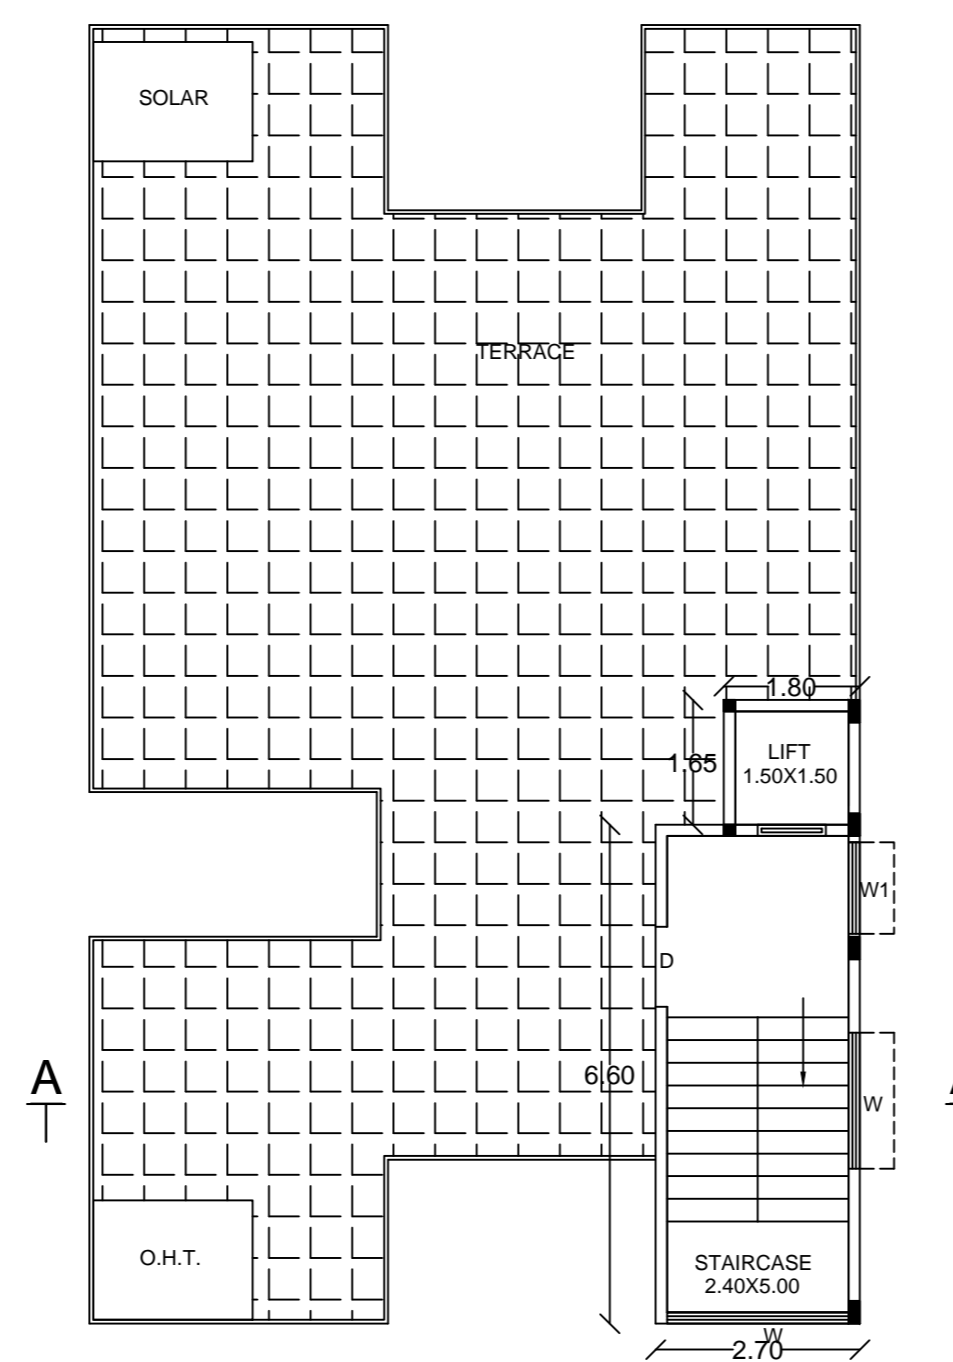 SOLAR
TERRACE
1.80
LIFT
1.50X1.50
1.65
W1
D
6.60
A
W
O.H.T.
STAIRCASE
2.40X5.00
W
2.70